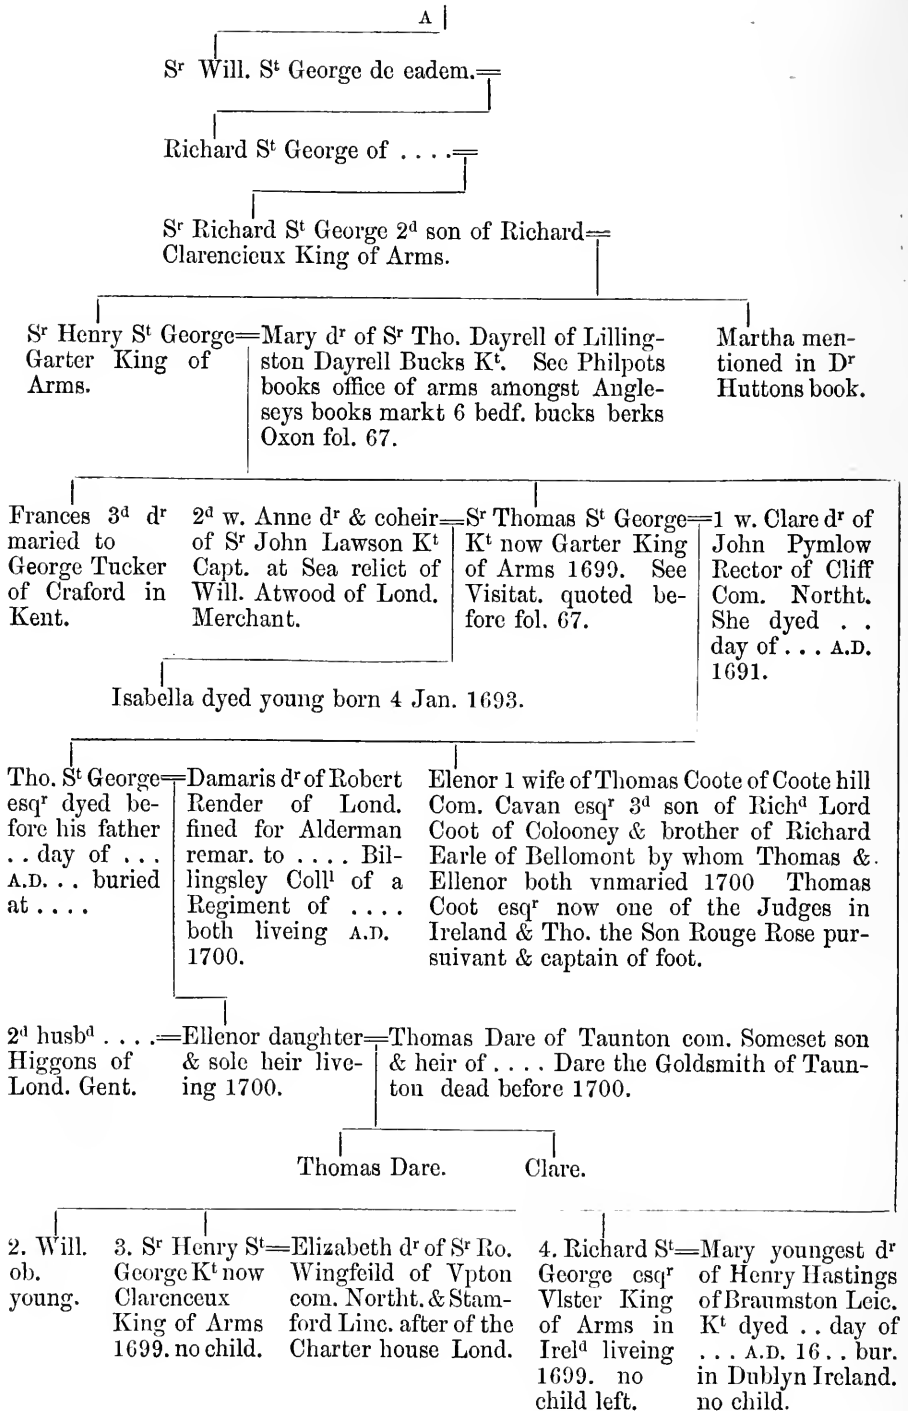 A
Sʳ Will. Sᵗ George de eadem.=
Richard Sᵗ George of . . . .=
Sʳ Richard Sᵗ George 2ᵈ son of Richard=
Clarencieux King of Arms.
Sʳ Henry Sᵗ George=
Garter King of
Arms.
Mary dʳ of Sʳ Tho. Dayrell of Lilling-
ston Dayrell Bucks Kᵗ. See Philpots
books office of arms amongst Angle-
seys books markt 6 bedf. bucks berks
Oxon fol. 67.
Martha men-
tioned in Dʳ
Huttons book.
Frances 3ᵈ dʳ
maried to
George Tucker
of Craford in
Kent.
2ᵈ w. Anne dʳ & coheir=
of Sʳ John Lawson Kᵗ
Capt. at Sea relict of
Will. Atwood of Lond.
Merchant.
Sʳ Thomas Sᵗ George=
Kᵗ now Garter King
of Arms 1699. See
Visitat. quoted be-
fore fol. 67.
1 w. Clare dʳ of
John Pymlow
Rector of Cliff
Com. Northt.
She dyed . .
day of . . . A.D.
1691.
Isabella dyed young born 4 Jan. 1693.
Tho. Sᵗ George=
esqʳ dyed be-
fore his father
. . day of . . .
A.D. . . buried
at . . . .
Damaris dʳ of Robert
Render of Lond.
fined for Alderman
remar. to . . . . Bil-
lingsley Collˡ of a
Regiment of . . . .
both liveing A.D.
1700.
Elenor 1 wife of Thomas Coote of Coote hill
Com. Cavan esqʳ 3ᵈ son of Richᵈ Lord
Coot of Colooney & brother of Richard
Earle of Bellomont by whom Thomas &
Ellenor both vnmaried 1700 Thomas
Coot esqʳ now one of the Judges in
Ireland & Tho. the Son Rouge Rose pur-
suivant & captain of foot.
2ᵈ husbᵈ . . . .=
Higgons of
Lond. Gent.
Ellenor daughter=
& sole heir live-
ing 1700.
Thomas Dare of Taunton com. Someset son
& heir of . . . . Dare the Goldsmith of Taun-
ton dead before 1700.
Thomas Dare.
Clare.
2. Will.
ob.
young.
3. Sʳ Henry Sᵗ=
George Kᵗ now
Clarenceux
King of Arms
1699. no child.
Elizabeth dʳ of Sʳ Ro.
Wingfeild of Vpton
com. Northt. & Stam-
ford Linc. after of the
Charter house Lond.
4. Richard Sᵗ=
George esqʳ
Vlster King
of Arms in
Irelᵈ liveing
1699. no
child left.
Mary youngest dʳ
of Henry Hastings
of Braumston Leic.
Kᵗ dyed . . day of
. . . A.D. 16 . . bur.
in Dublyn Ireland.
no child.